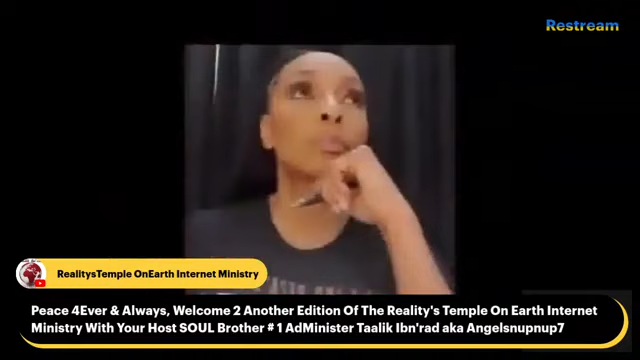 Restream
RealitysTemple OnEarth Internet Ministry
Peace 4Ever & Always, Welcome 2 Another Edition Of The Reality's Temple On Earth Internet
Ministry With Your Host SOUL Brother # 1 AdMinister Taalik Ibn'rad aka Angelsnupnup7